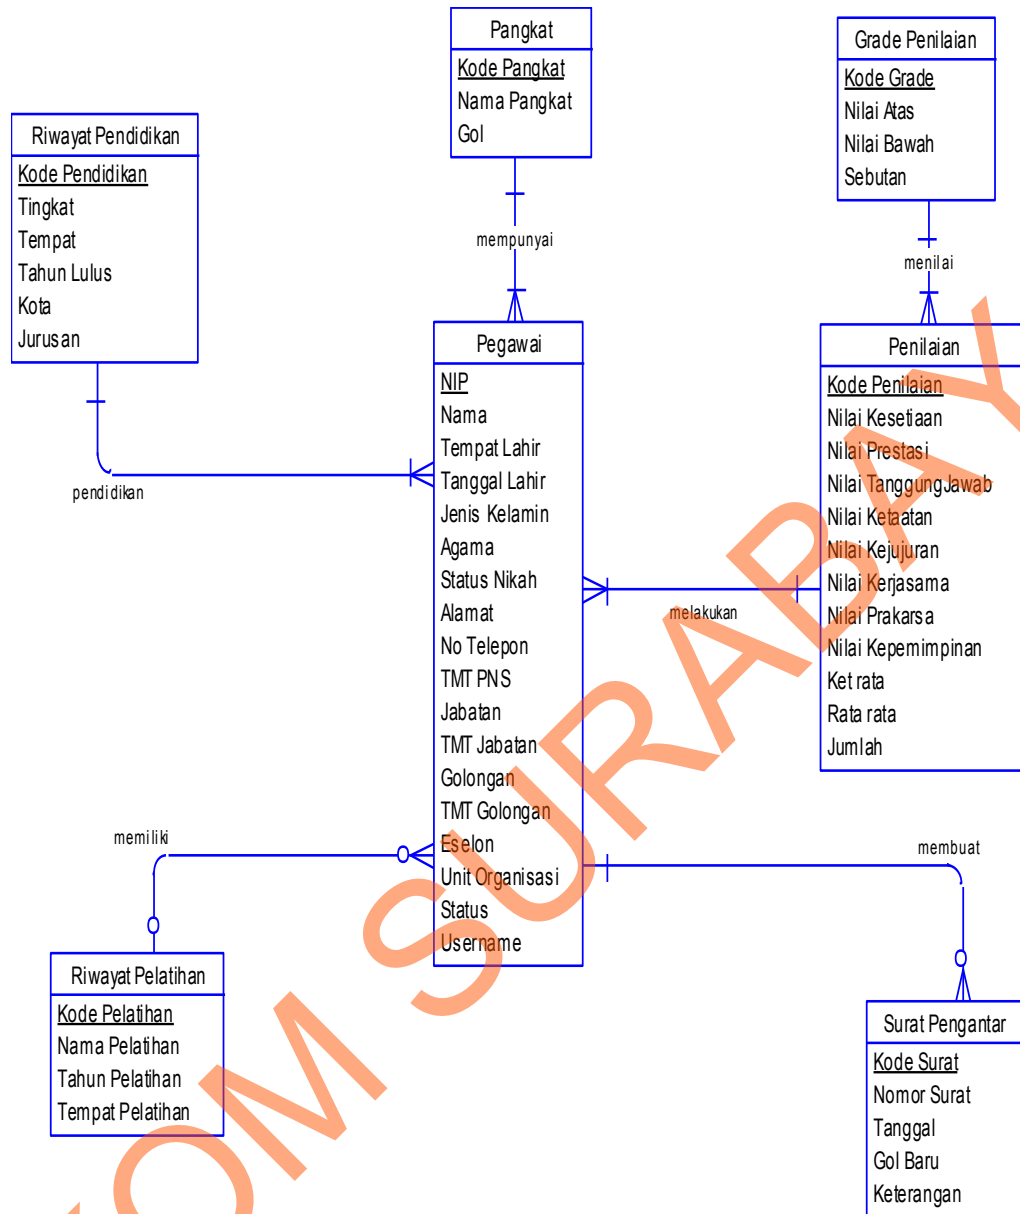 Pangkat
Kode Pangkat
Nama Pangkat
Gol
Grade Penilaian
Kode Grade
Nilai Atas
Nilai Bawah
Sebutan
Riwayat Pendidikan
Kode Pendidikan
Tingkat
Tempat
Tahun Lulus
Kota
Jurusan
mempunyai
menilai
pendidikan
Pegawai
NIP
Nama
Tempat Lahir
Tanggal Lahir
Jenis Kelamin
Agama
Status Nikah
Alamat
No Telepon
TMT PNS
Jabatan
TMT Jabatan
Golongan
TMT Golongan
Eselon
Unit Organisasi
Status
Username
Penilaian
Kode Penilaian
Nilai Kesetiaan
Nilai Prestasi
Nilai TanggungJawab
Nilai Ketaatan
Nilai Kejujuran
Nilai Kerjasama
Nilai Prakarsa
Nilai Kepemimpinan
Ket rata
Rata rata
Jumlah
melakukan
memiliki
membuat
Riwayat Pelatihan
Kode Pelatihan
Nama Pelatihan
Tahun Pelatihan
Tempat Pelatihan
Surat Pengantar
Kode Surat
Nomor Surat
Tanggal
Gol Baru
Keterangan
OM SURABAY